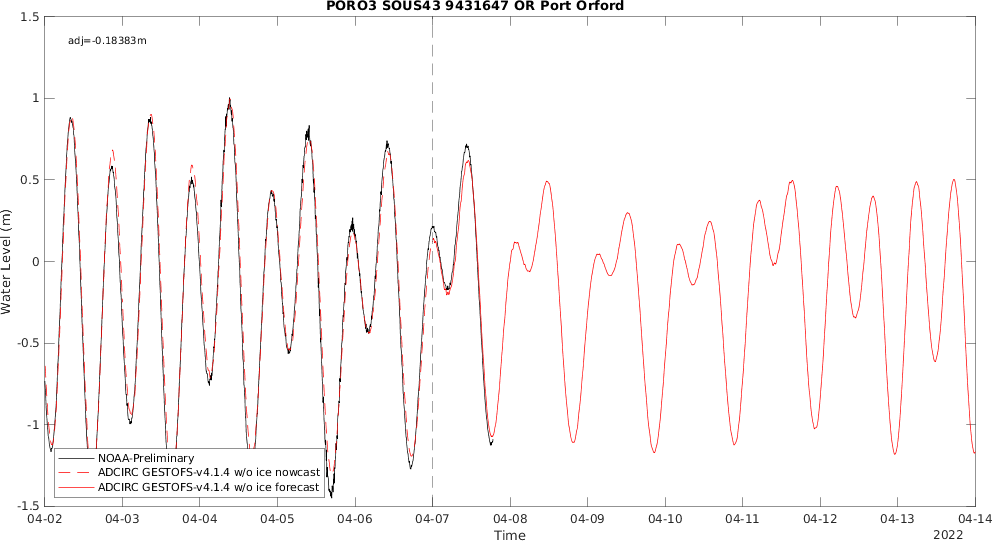 PORO3 SOUS43 9431647 OR Port Orford
adj=-0.18383m
1.5
1
0.5
0
-0.5
-1
-1.5
Water Level (m)
NOAA-Preliminary
ADCIRC GESTOFS-v4.1.4 w/o ice nowcast
ADCIRC GESTOFS-v4.1.4 w/o ice forecast
04-02 04-03 04-04 04-05 04-06 04-07 04-08 04-09 04-10 04-11 04-12 04-13 04-14
Time
2022